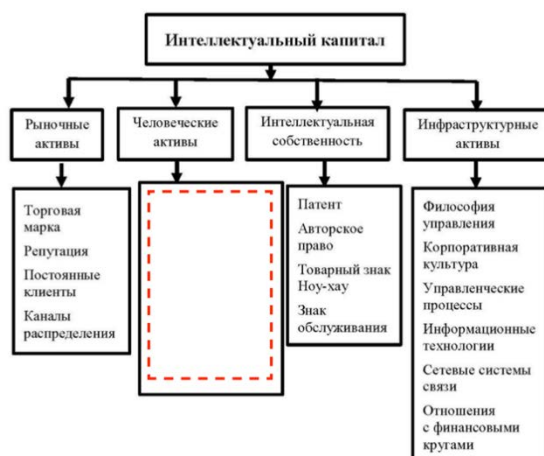 Интеллектуальный капитал
Рыночные
активы
Человеческие
активы
Интеллектуальная
собственность
Инфраструктурные
активы
Торговая
марка
Репутация
Постоянные
клиенты
Каналы
распределения
Патент
Авторское
право
Товарный знак
Ноу-хау
Знак
обслуживания
Философия
управления
Корпоративная
культура
Управленческие
процессы
Информационные
технологии
Сетевые системы
связи
Отношения
с финансовыми
кругами